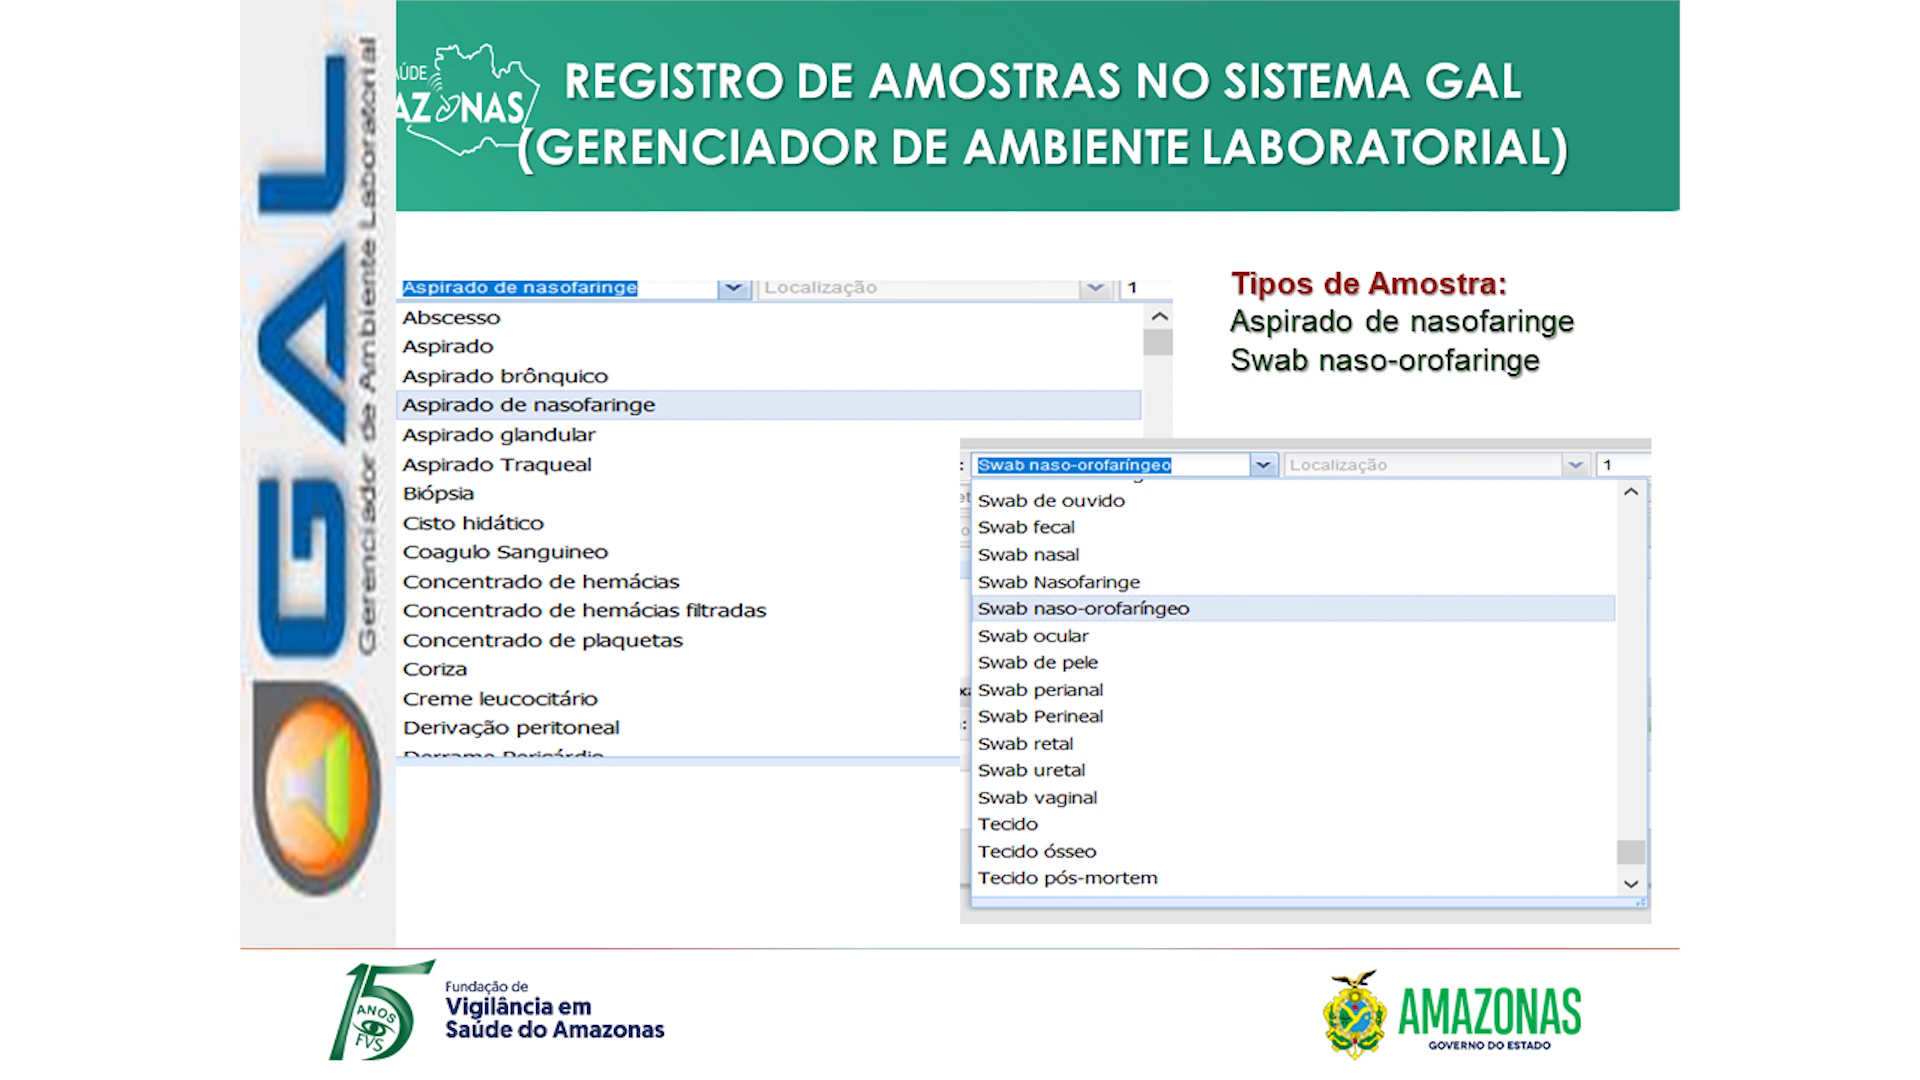 GAL
Gerenciador de Ambiente Laboratorial
SAÚDE
AMAZONAS
REGISTRO DE AMOSTRAS NO SISTEMA GAL
(GERENCIADOR DE AMBIENTE LABORATORIAL)
Aspirado de nasofaringe Localização 1
Abscesso
Aspirado
Aspirado brônquico
Aspirado de nasofaringe
Aspirado glandular
Aspirado Traqueal
Biópsia
Cisto hidático
Coagulo Sanguineo
Concentrado de hemácias
Concentrado de hemácias filtradas
Concentrado de plaquetas
Coriza
Creme leucocitário
Derivação peritoneal
Derrame Pericárdio
Tipos de Amostra:
Aspirado de nasofaringe
Swab naso-orofaringe
: Swab naso-orofaríngeo Localização 1
Swab de ouvido
Swab fecal
Swab nasal
Swab Nasofaringe
Swab naso-orofaríngeo
Swab ocular
Swab de pele
Swab perianal
Swab Perineal
Swab retal
Swab uretal
Swab vaginal
Tecido
Tecido ósseo
Tecido pós-mortem
15
ANOS
FVS
Fundação de
Vigilância em
Saúde do Amazonas
AMAZONAS
GOVERNO DO ESTADO